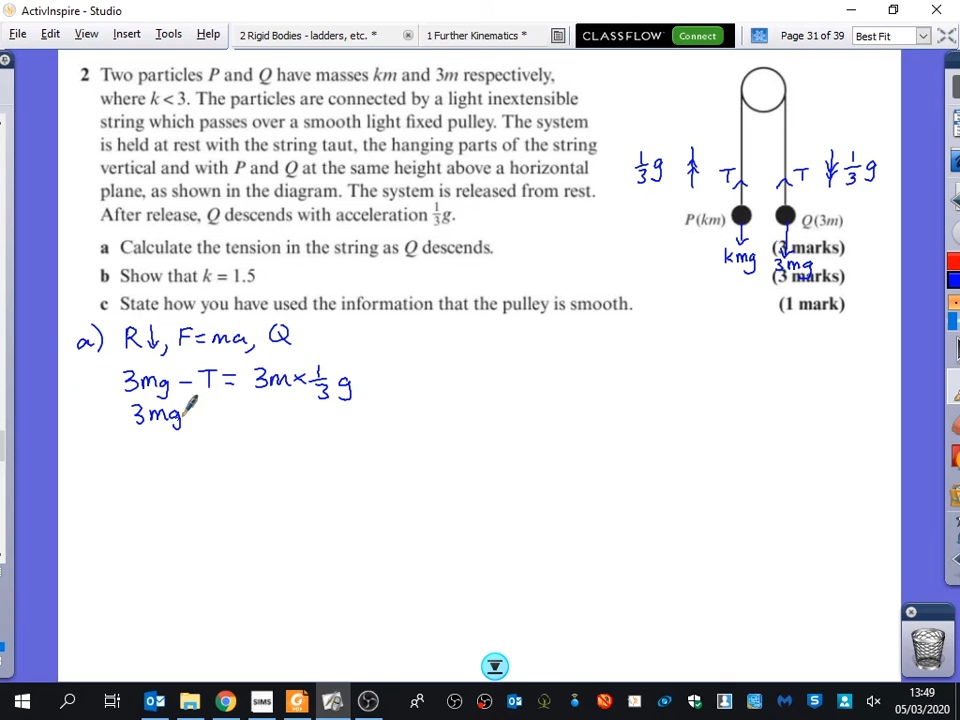 ActivInspire - Studio
File Edit View Insert Tools Help
2 Rigid Bodies - ladders, etc. *
1 Further Kinematics *
CLASSFLOW Connect
Page 31 of 39
Best Fit
2 Two particles P and Q have masses km and 3m respectively,
where k < 3. The particles are connected by a light inextensible
string which passes over a smooth light fixed pulley. The system
is held at rest with the string taut, the hanging parts of the string
vertical and with P and Q at the same height above a horizontal
plane, as shown in the diagram. The system is released from rest.
After release, Q descends with acceleration 1/3 g.
1/3 g T T 1/3 g
P(km) Q(3m)
kmg 3mg
a Calculate the tension in the string as Q descends. (3 marks)
b Show that k = 1.5 (3 marks)
c State how you have used the information that the pulley is smooth. (1 mark)
a) R↓, F=ma, Q
3mg – T = 3m × 1/3 g
3mg
SIMS
13:49
05/03/2020